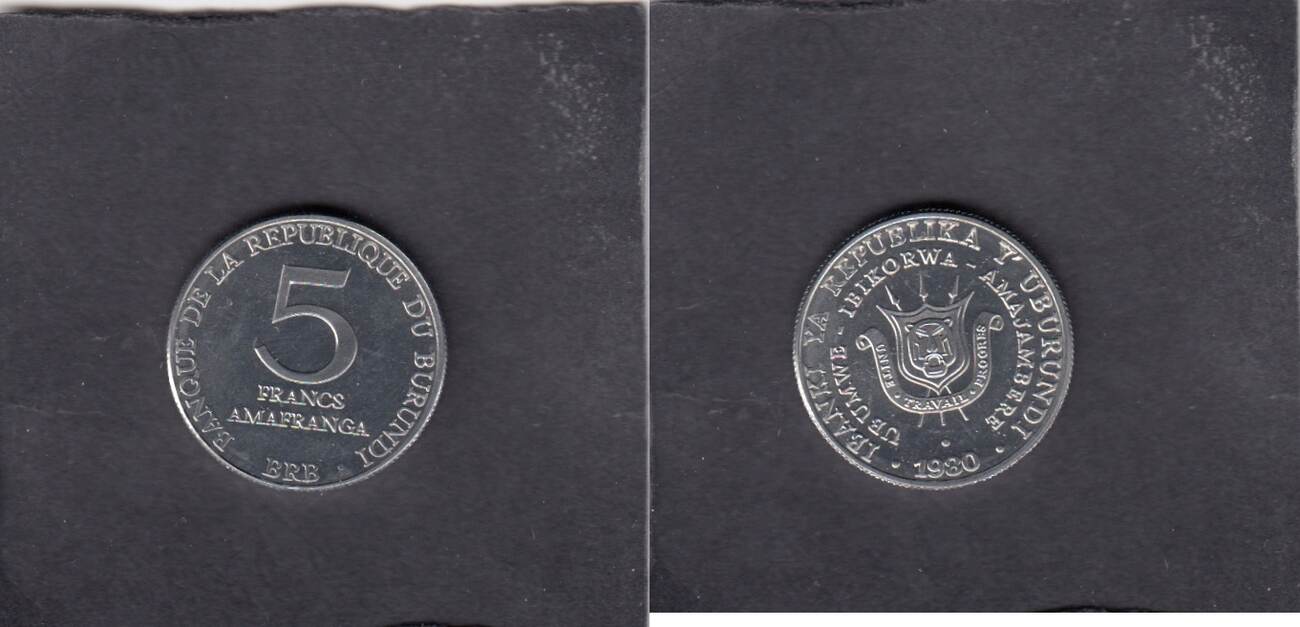 BANQUE DE LA REPUBLIQUE DU BURUNDI
5
FRANCS
AMAFRANGA
BRB
IBANKI YA REPUBLIKA Y'UBURUNDI
UBUMWE - IBIKORWA - AMAJAMBERE
UNITE • TRAVAIL • PROGRES
• 1980 •